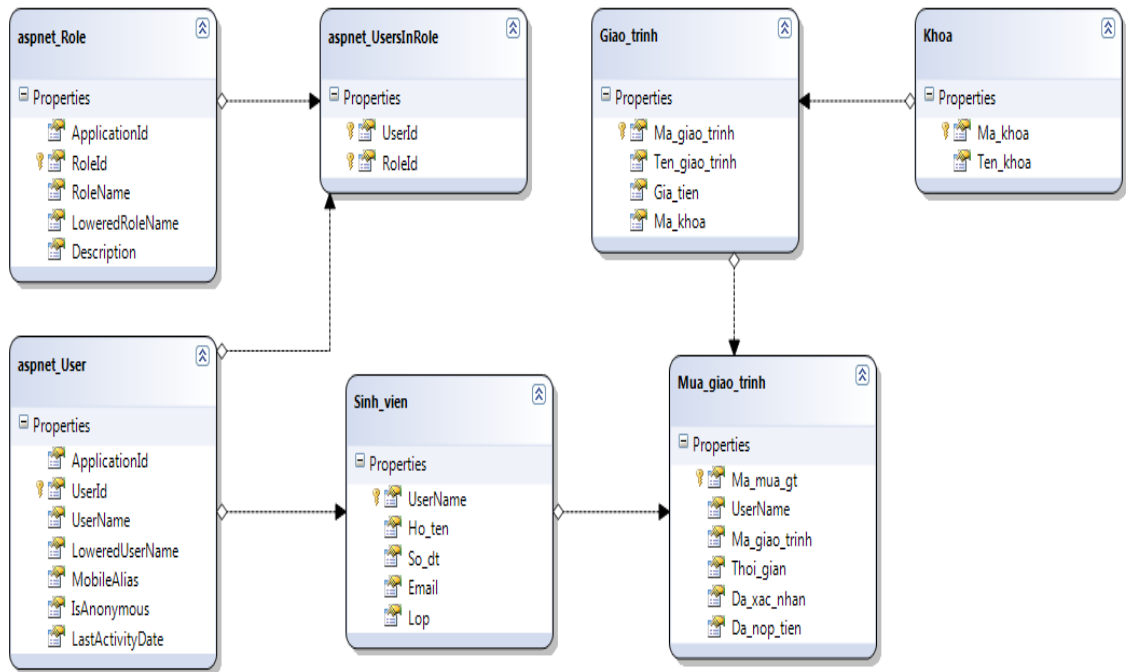 aspnet_Role
Properties
ApplicationId
RoleId
RoleName
LoweredRoleName
Description
aspnet_UsersInRole
Properties
UserId
RoleId
Giao_trinh
Properties
Ma_giao_trinh
Ten_giao_trinh
Gia_tien
Ma_khoa
Khoa
Properties
Ma_khoa
Ten_khoa
aspnet_User
Properties
ApplicationId
UserId
UserName
LoweredUserName
MobileAlias
IsAnonymous
LastActivityDate
Sinh_vien
Properties
UserName
Ho_ten
So_dt
Email
Lop
Mua_giao_trinh
Properties
Ma_mua_gt
UserName
Ma_giao_trinh
Thoi_gian
Da_xac_nhan
Da_nop_tien